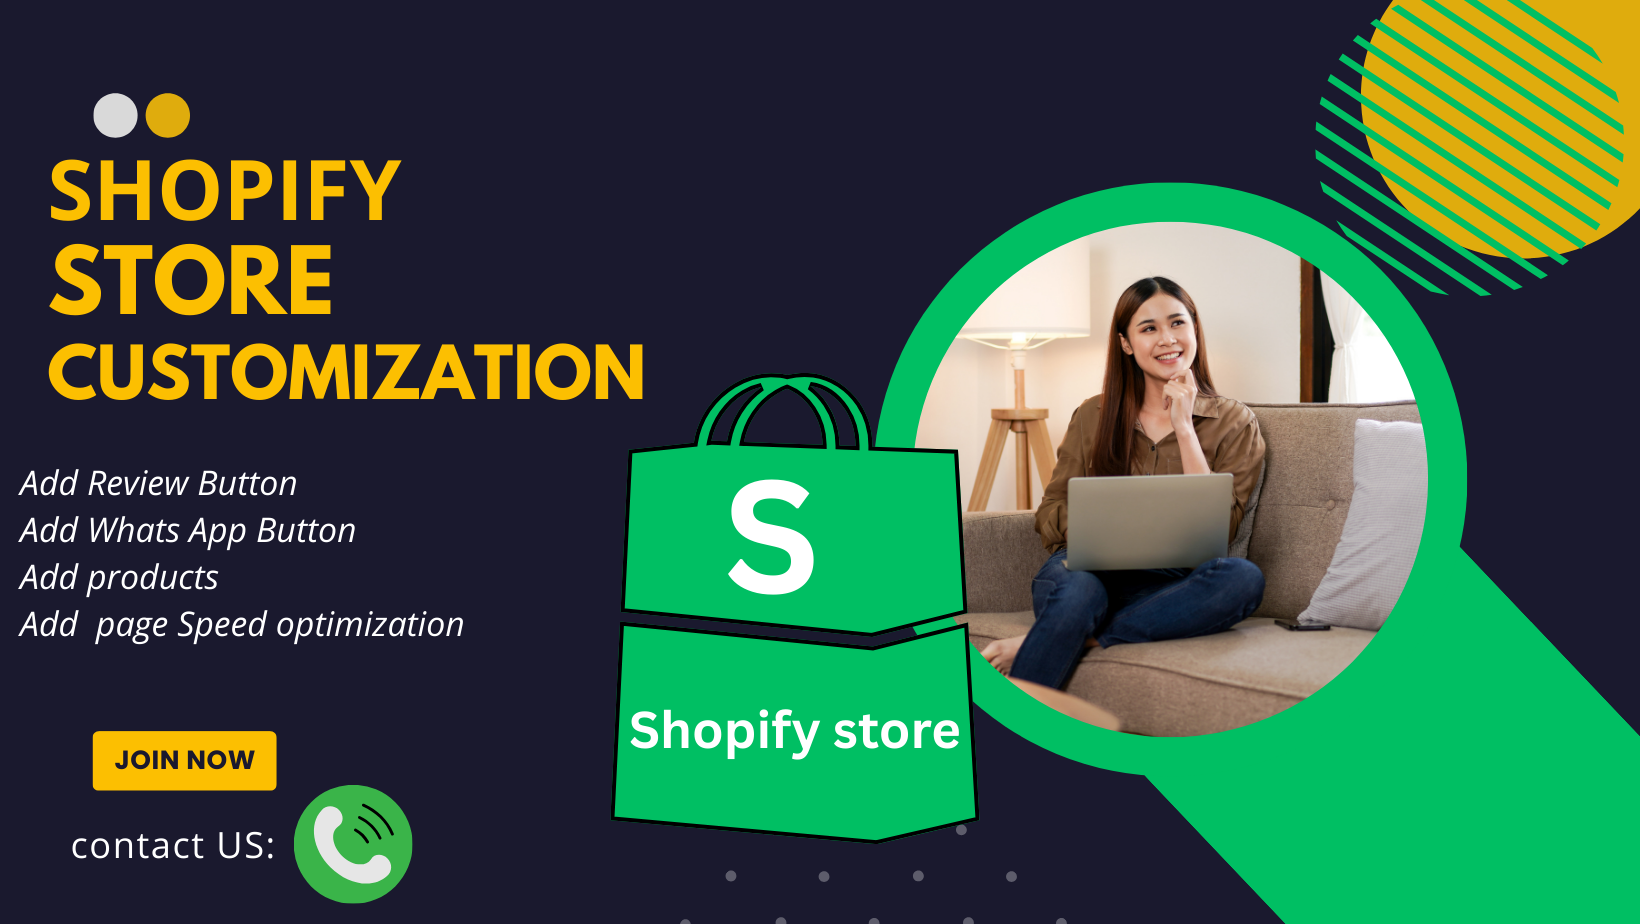 SHOPIFY
STORE
CUSTOMIZATION
Add Review Button
Add Whats App Button
Add products
Add  page Speed optimization
S
Shopify store
JOIN NOW
contact US: